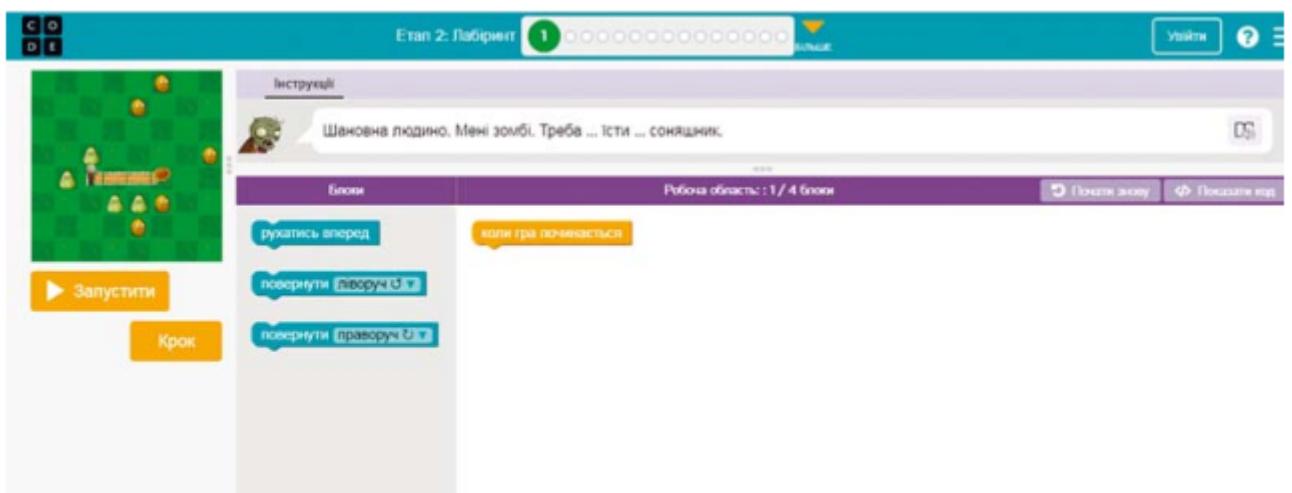 C O
D E
Етап 2: Лабіринт 1 БІЛЬШЕ
Увійти ?
Інструкції
Шановна людино. Мені зомбі. Треба ... їсти ... соняшник.
Блоки Робоча область: : 1 / 4 блоки Почати знову Показати код
рухатись вперед
коли гра починається
повернути ліворуч
повернути праворуч
Запустити
Крок